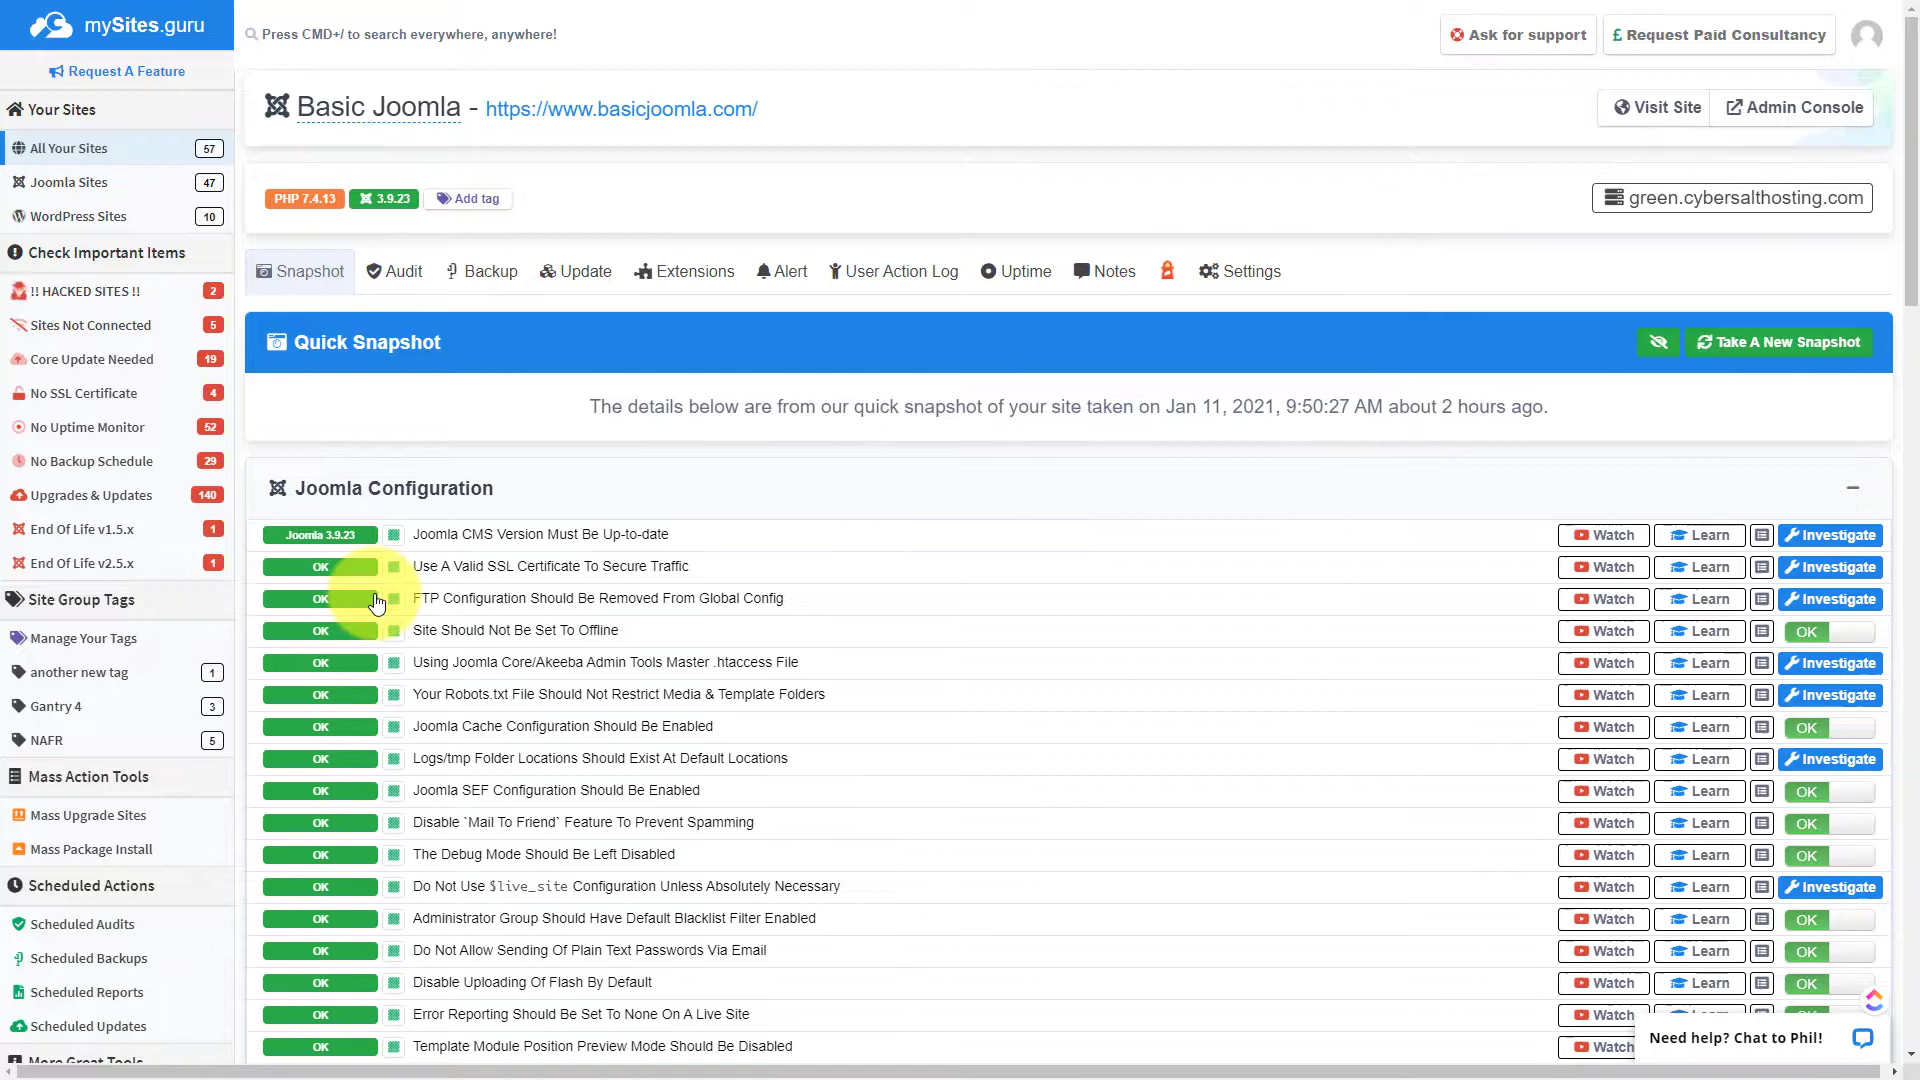 mySites.guru
Press CMD+/ to search everywhere, anywhere!
Ask for support
£ Request Paid Consultancy
Request A Feature
Your Sites
All Your Sites 57
Joomla Sites 47
WordPress Sites 10
Check Important Items
!! HACKED SITES !! 2
Sites Not Connected 5
Core Update Needed 19
No SSL Certificate 4
No Uptime Monitor 52
No Backup Schedule 29
Upgrades & Updates 140
End Of Life v1.5.x 1
End Of Life v2.5.x 1
Site Group Tags
Manage Your Tags
another new tag 1
Gantry 4 3
NAFR 5
Mass Action Tools
Mass Upgrade Sites
Mass Package Install
Scheduled Actions
Scheduled Audits
Scheduled Backups
Scheduled Reports
Scheduled Updates
More Great Tools
Basic Joomla - https://www.basicjoomla.com/
Visit Site
Admin Console
PHP 7.4.13 3.9.23 Add tag
green.cybersalthosting.com
Snapshot Audit Backup Update Extensions Alert User Action Log Uptime Notes Settings
Quick Snapshot
Take A New Snapshot
The details below are from our quick snapshot of your site taken on Jan 11, 2021, 9:50:27 AM about 2 hours ago.
Joomla Configuration
Joomla 3.9.23 Joomla CMS Version Must Be Up-to-date Watch Learn Investigate
OK Use A Valid SSL Certificate To Secure Traffic Watch Learn Investigate
OK FTP Configuration Should Be Removed From Global Config Watch Learn Investigate
OK Site Should Not Be Set To Offline Watch Learn OK
OK Using Joomla Core/Akeeba Admin Tools Master .htaccess File Watch Learn Investigate
OK Your Robots.txt File Should Not Restrict Media & Template Folders Watch Learn Investigate
OK Joomla Cache Configuration Should Be Enabled Watch Learn OK
OK Logs/tmp Folder Locations Should Exist At Default Locations Watch Learn Investigate
OK Joomla SEF Configuration Should Be Enabled Watch Learn OK
OK Disable `Mail To Friend` Feature To Prevent Spamming Watch Learn OK
OK The Debug Mode Should Be Left Disabled Watch Learn OK
OK Do Not Use $live_site Configuration Unless Absolutely Necessary Watch Learn Investigate
OK Administrator Group Should Have Default Blacklist Filter Enabled Watch Learn OK
OK Do Not Allow Sending Of Plain Text Passwords Via Email Watch Learn OK
OK Disable Uploading Of Flash By Default Watch Learn OK
OK Error Reporting Should Be Set To None On A Live Site Watch
OK Template Module Position Preview Mode Should Be Disabled Watch
Need help? Chat to Phil!